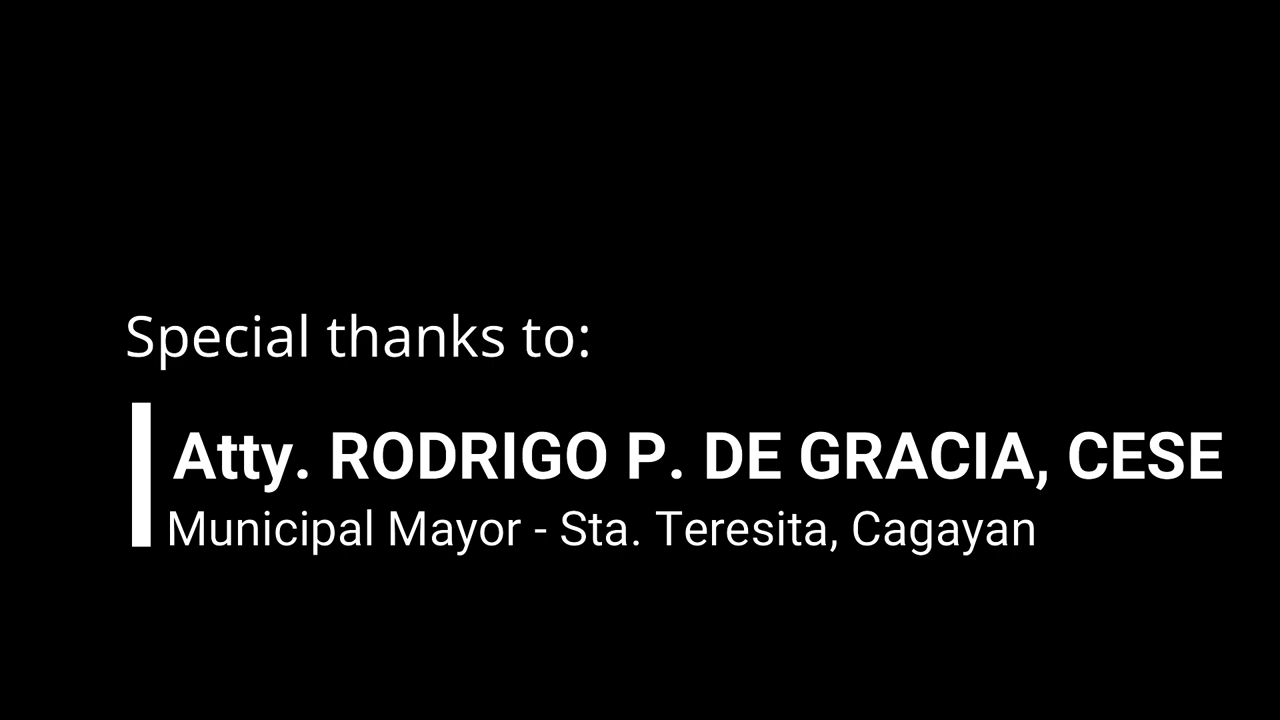 Special thanks to:
Atty. RODRIGO P. DE GRACIA, CESE
Municipal Mayor - Sta. Teresita, Cagayan